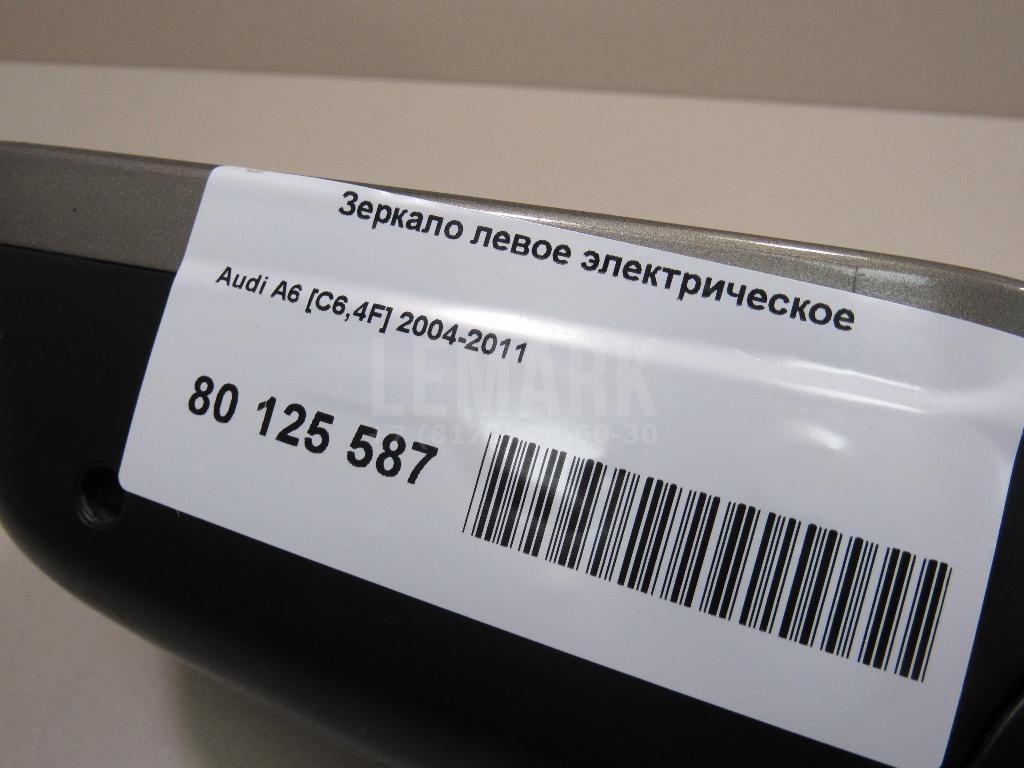 Зеркало левое электрическое
Audi A6 [C6,4F] 2004-2011
LEMARK
80 125 587